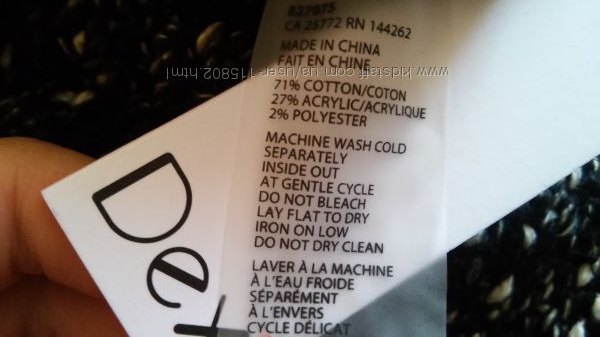 827075
CA 25772 RN 144262
MADE IN CHINA
FAIT EN CHINE
71% COTTON/COTON
27% ACRYLIC/ACRYLIQUE
2% POLYESTER
MACHINE WASH COLD
SEPARATELY
INSIDE OUT
AT GENTLE CYCLE
DO NOT BLEACH
LAY FLAT TO DRY
IRON ON LOW
DO NOT DRY CLEAN
LAVER À LA MACHINE
À L'EAU FROIDE
SÉPARÉMENT
À L'ENVERS
CYCLE DÉLICAT
De
www.kidstaff.com.ua/user-115802.html